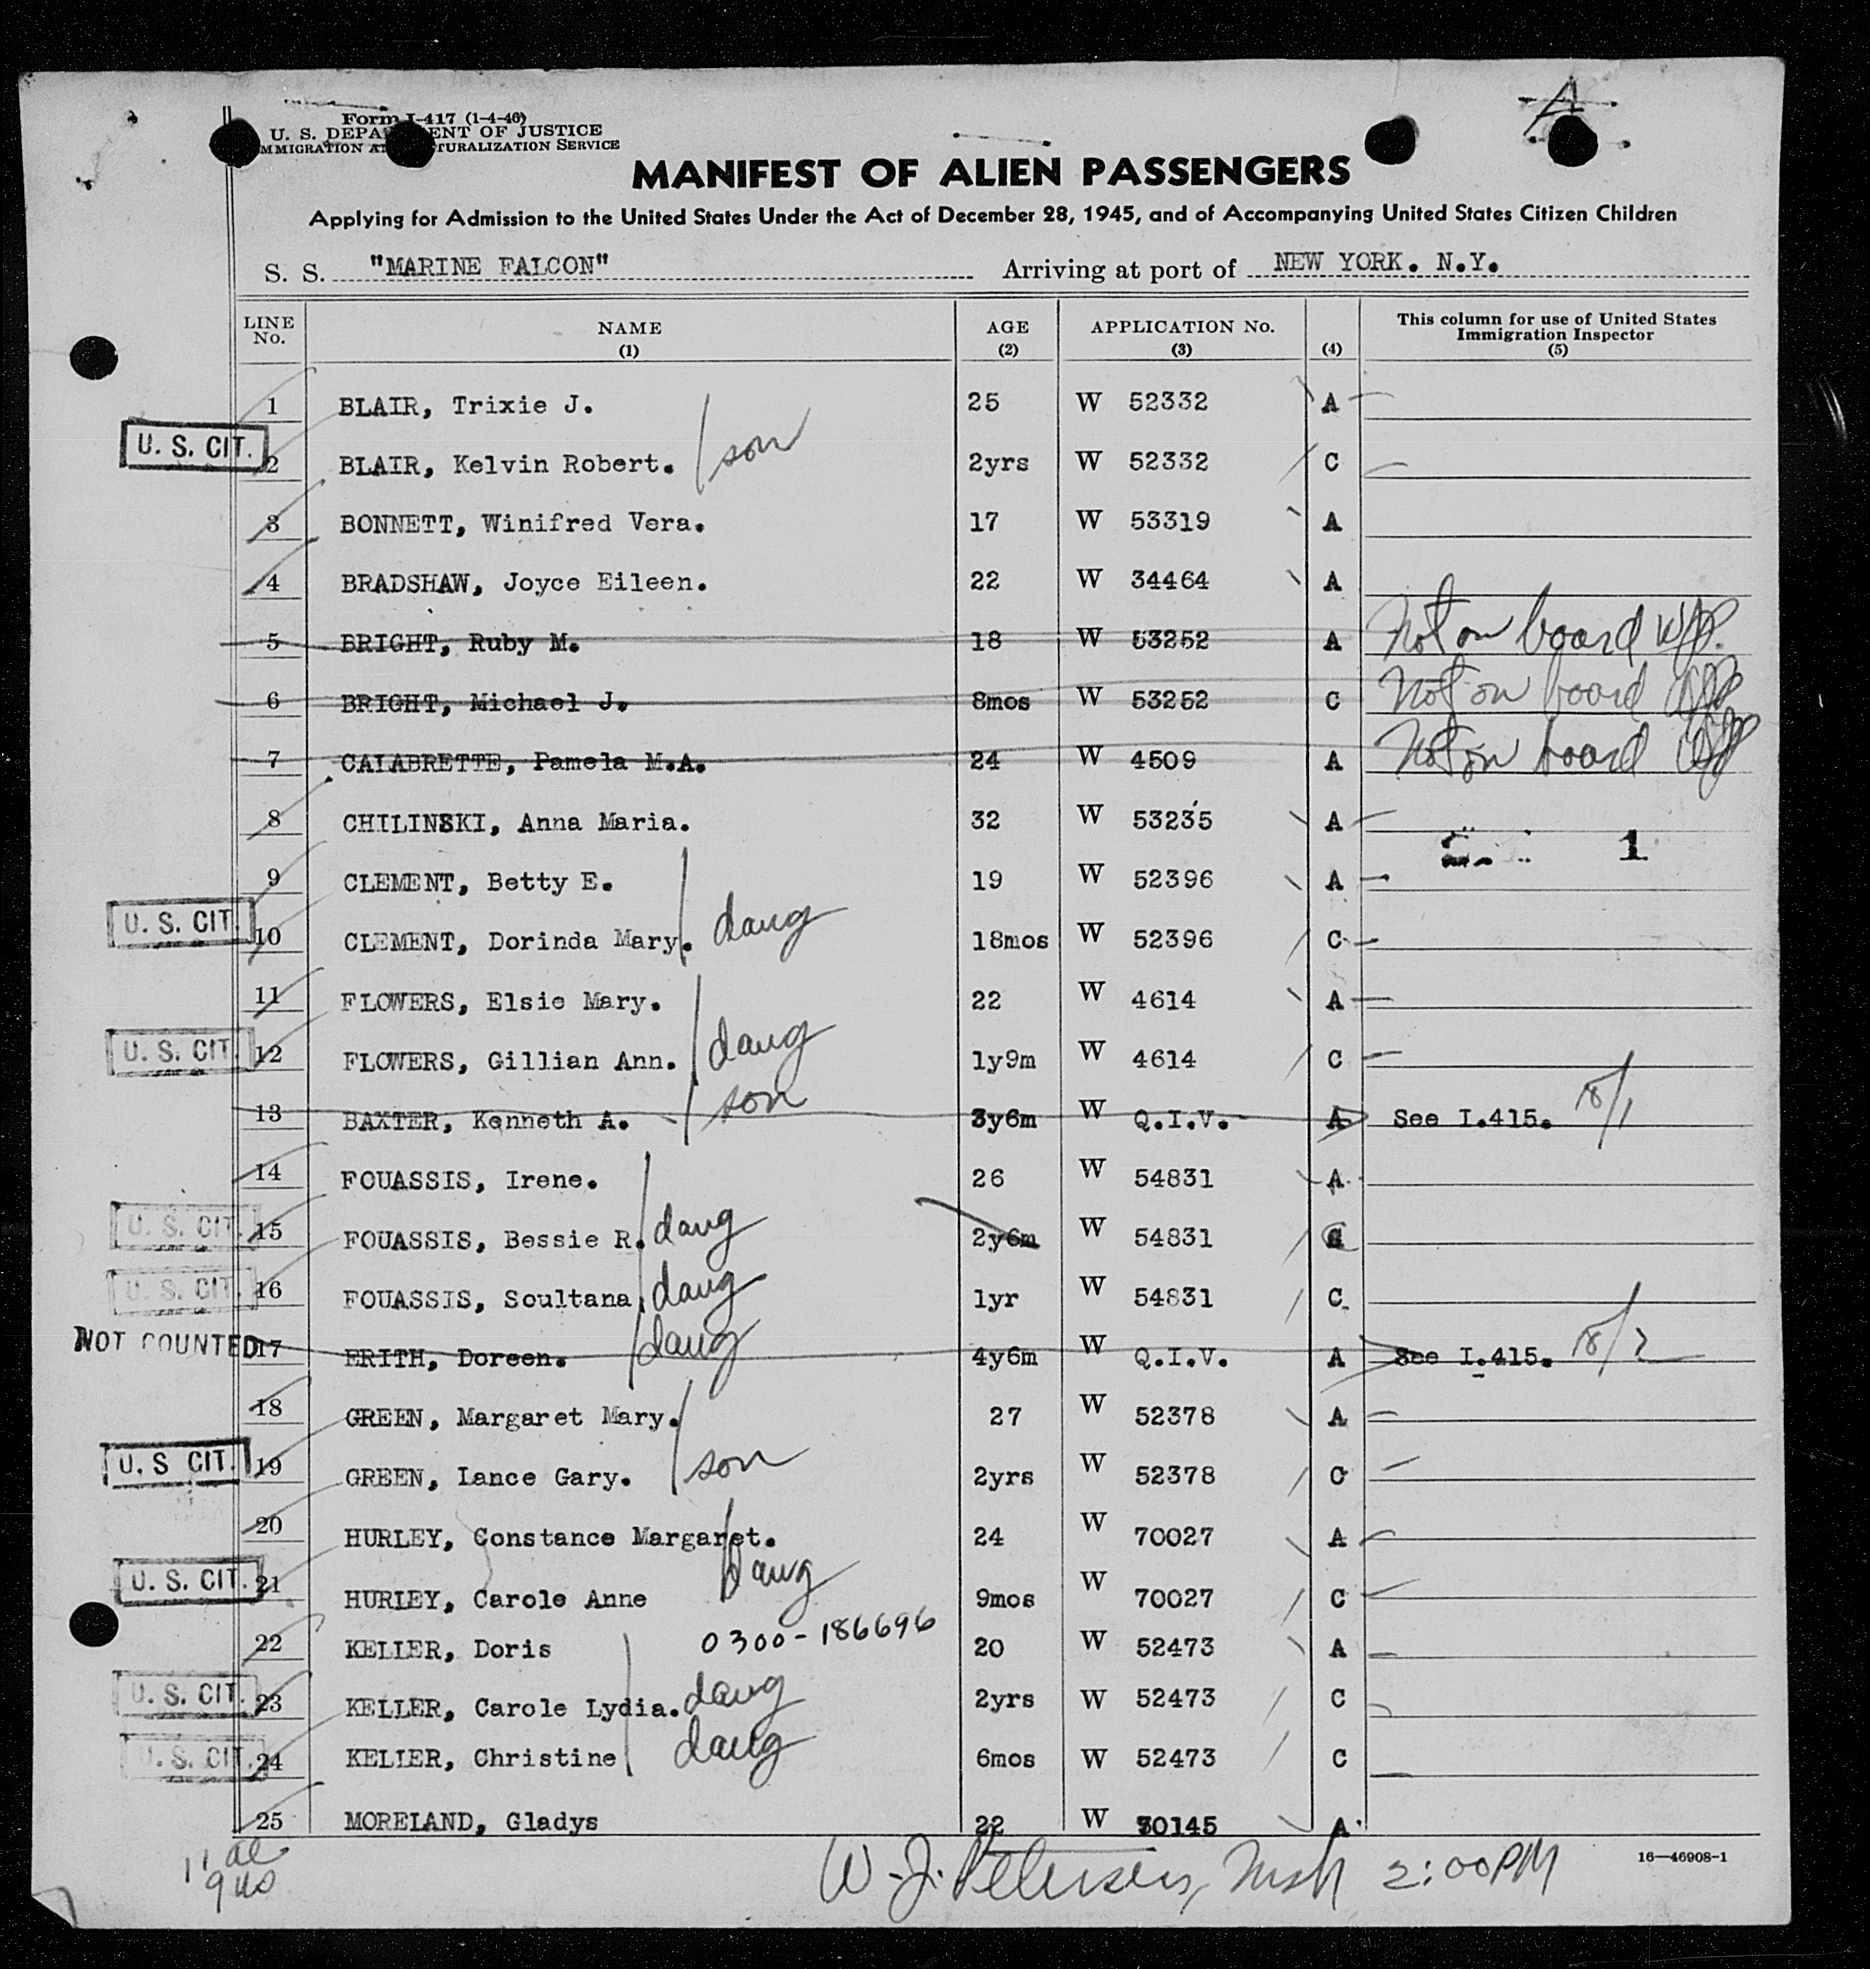 A
Form I-417 (1-4-46)
U. S. DEPA ENT OF JUSTICE
MMIGRATION A TURALIZATION SERVICE
MANIFEST OF ALIEN PASSENGERS
Applying for Admission to the United States Under the Act of December 28, 1945, and of Accompanying United States Citizen Children
S. S. "MARINE FALCON" Arriving at port of NEW YORK. N.Y.
LINE No. NAME (1) AGE (2) APPLICATION No. (3) (4) This column for use of United States Immigration Inspector (5)
1 BLAIR, Trixie J. 25 W 52332 A
U. S. CIT. 2 BLAIR, Kelvin Robert. son 2yrs W 52332 C
3 BONNETT, Winifred Vera. 17 W 53319 A
4 BRADSHAW, Joyce Eileen. 22 W 34464 A
5 BRIGHT, Ruby M. 18 W 53252 A Not on board
6 BRIGHT, Michael J. 8mos W 53252 C Not on board
7 CALABRETTE, Pamela M.A. 24 W 4509 A Not on board
8 CHILINSKI, Anna Maria. 32 W 53235 A
1
9 CLEMENT, Betty E. 19 W 52396 A
U. S. CIT. 10 CLEMENT, Dorinda Mary. daug 18mos W 52396 C
11 FLOWERS, Elsie Mary. 22 W 4614 A
U. S. CIT. 12 FLOWERS, Gillian Ann. daug 1y9m W 4614 C
13 BAXTER, Kenneth A. son 3y6m W Q.I.V. A See I.415. 18/1
14 FOUASSIS, Irene. 26 W 54831 A
U. S. CIT. 15 FOUASSIS, Bessie R. daug 2y6m W 54831 C
U. S. CIT. 16 FOUASSIS, Soultana. daug 1yr W 54831 C
NOT COUNTED 17 ERITH, Doreen. daug 4y6m W Q.I.V. A See I.415. 18/2
18 GREEN, Margaret Mary. 27 W 52378 A
U. S CIT. 19 GREEN, Lance Gary. son 2yrs W 52378 C
20 HURLEY, Constance Margaret. 24 W 70027 A
U. S. CIT. 21 HURLEY, Carole Anne daug 9mos W 70027 C
22 KELLER, Doris 0300-186696 20 W 52473 A
U. S. CIT. 23 KELLER, Carole Lydia. daug 2yrs W 52473 C
U. S. CIT. 24 KELLER, Christine daug 6mos W 52473 C
25 MORELAND, Gladys 22 W 70145 A
11 al
9 us
W. J. Petersen, 2:00PM
16—46908-1